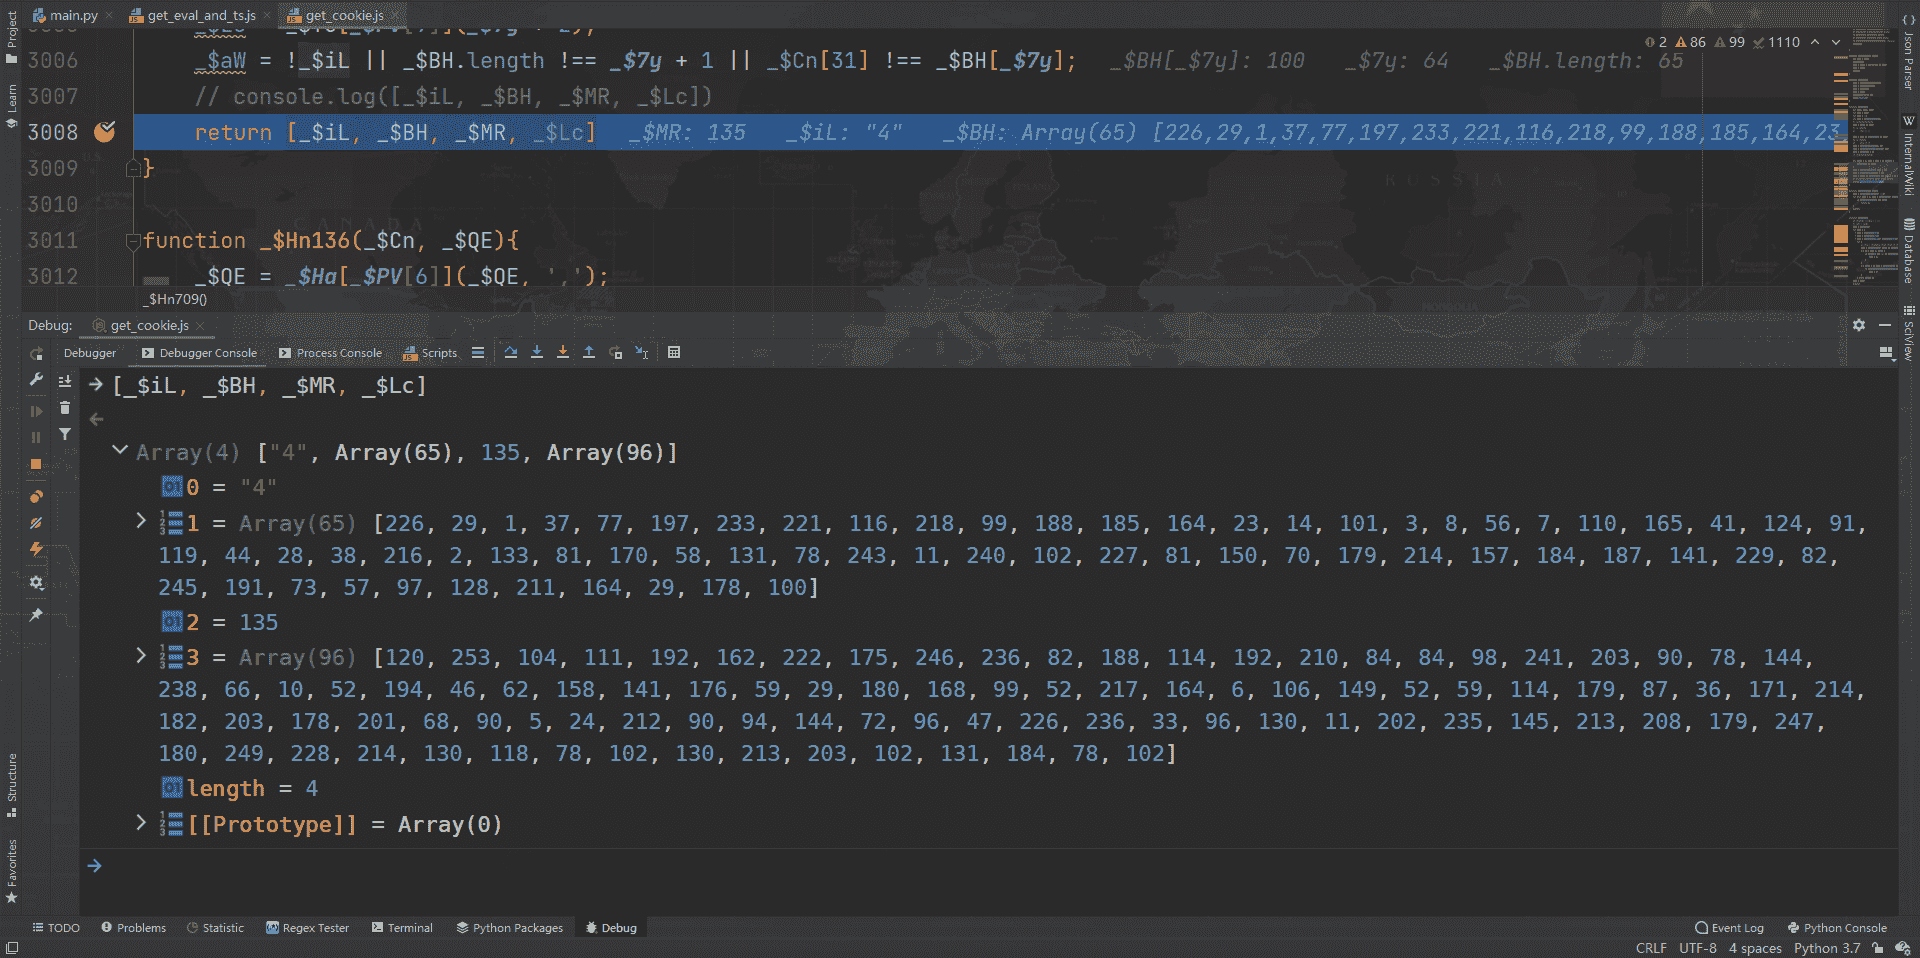 main.py
get_eval_and_ts.js
get_cookie.js
2 86 99 1110
3006 _$aW = !_$iL || _$BH.length !== _$7y + 1 || _$Cn[31] !== _$BH[_$7y]; _$BH[_$7y]: 100 _$7y: 64 _$BH.length: 65
3007 // console.log([_$iL, _$BH, _$MR, _$Lc])
3008 return [_$iL, _$BH, _$MR, _$Lc] _$MR: 135 _$iL: "4" _$BH: Array(65) [226,29,1,37,77,197,233,221,116,218,99,188,185,164,23
3009 }
3010
3011 function _$Hn136(_$Cn, _$QE){
3012 _$QE = _$Ha[_$PV[6]](_$QE, ',');
_$Hn709()
Debug: get_cookie.js
Debugger Debugger Console Process Console Scripts
[_$iL, _$BH, _$MR, _$Lc]
Array(4) ["4", Array(65), 135, Array(96)]
0 = "4"
1 = Array(65) [226, 29, 1, 37, 77, 197, 233, 221, 116, 218, 99, 188, 185, 164, 23, 14, 101, 3, 8, 56, 7, 110, 165, 41, 124, 91,
119, 44, 28, 38, 216, 2, 133, 81, 170, 58, 131, 78, 243, 11, 240, 102, 227, 81, 150, 70, 179, 214, 157, 184, 187, 141, 229, 82,
245, 191, 73, 57, 97, 128, 211, 164, 29, 178, 100]
2 = 135
3 = Array(96) [120, 253, 104, 111, 192, 162, 222, 175, 246, 236, 82, 188, 114, 192, 210, 84, 84, 98, 241, 203, 90, 78, 144,
238, 66, 10, 52, 194, 46, 62, 158, 141, 176, 59, 29, 180, 168, 99, 52, 217, 164, 6, 106, 149, 52, 59, 114, 179, 87, 36, 171, 214,
182, 203, 178, 201, 68, 90, 5, 24, 212, 90, 94, 144, 72, 96, 47, 226, 236, 33, 96, 130, 11, 202, 235, 145, 213, 208, 179, 247,
180, 249, 228, 214, 130, 118, 78, 102, 130, 213, 203, 102, 131, 184, 78, 102]
length = 4
[[Prototype]] = Array(0)
Project
Learn
Structure
Favorites
Json Parser
InternalWiki
Database
SciView
TODO Problems Statistic Regex Tester Terminal Python Packages Debug Event Log Python Console
CRLF UTF-8 4 spaces Python 3.7